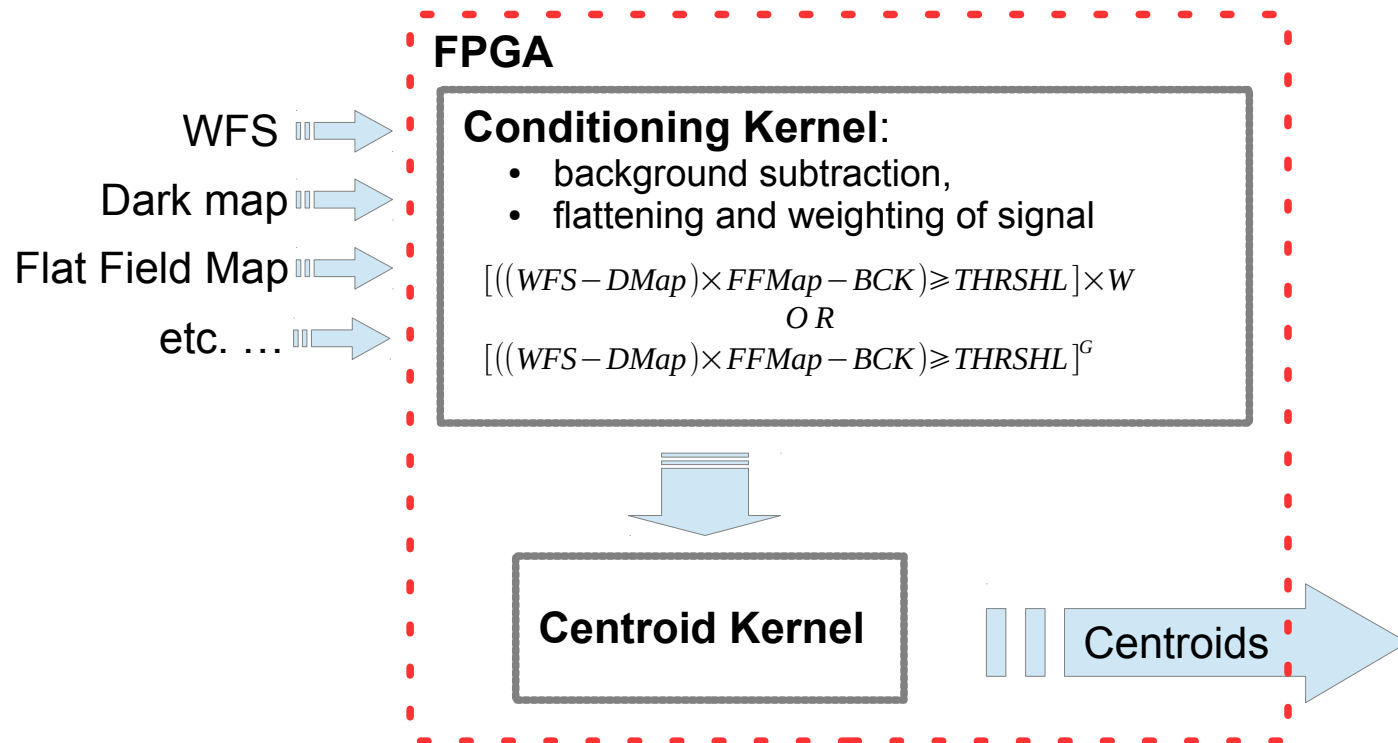 FPGA
WFS
Dark map
Flat Field Map
etc. …
Conditioning Kernel:
• background subtraction,
• flattening and weighting of signal
[((WFS−DMap)×FFMap−BCK)⩾THRSHL]×W
O R
[((WFS−DMap)×FFMap−BCK)⩾THRSHL]^G
Centroid Kernel
Centroids